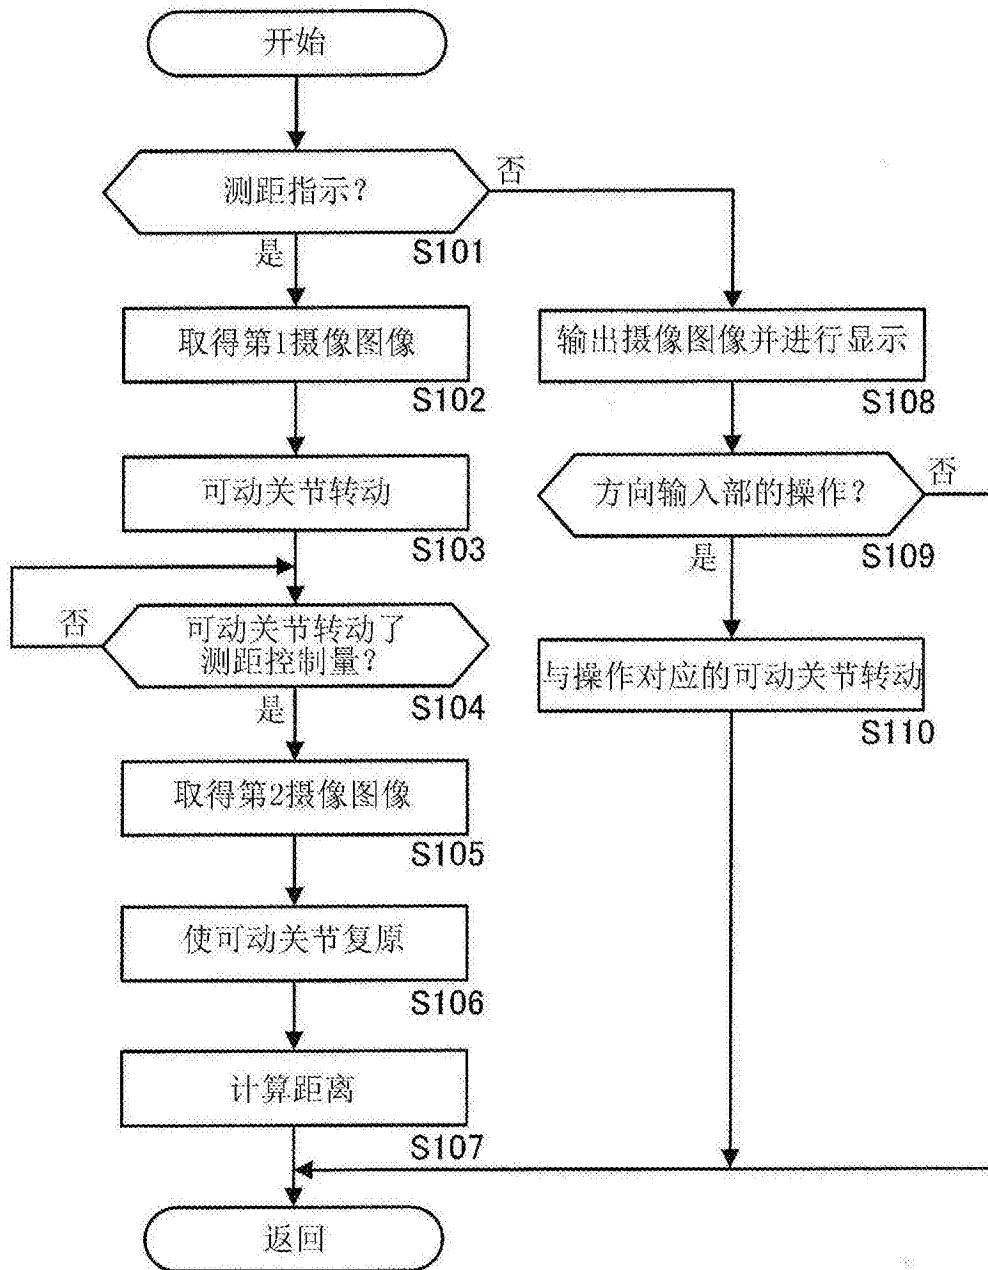 开始
测距指示？
否
S101
是
取得第1摄像图像
S102
输出摄像图像并进行显示
S108
可动关节转动
S103
方向输入部的操作？
否
S109
是
可动关节转动了
测距控制量？
否
S104
是
与操作对应的可动关节转动
S110
取得第2摄像图像
S105
使可动关节复原
S106
计算距离
S107
返回